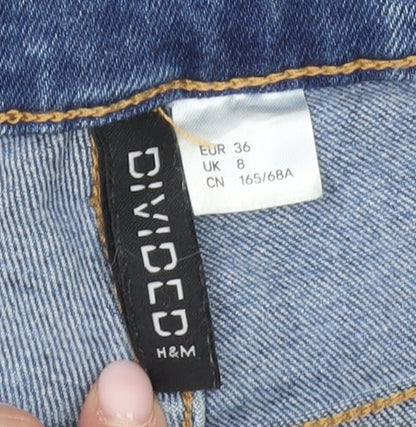 EUR 36
UK 8
CN 165/68A
DIVIDED
H&M